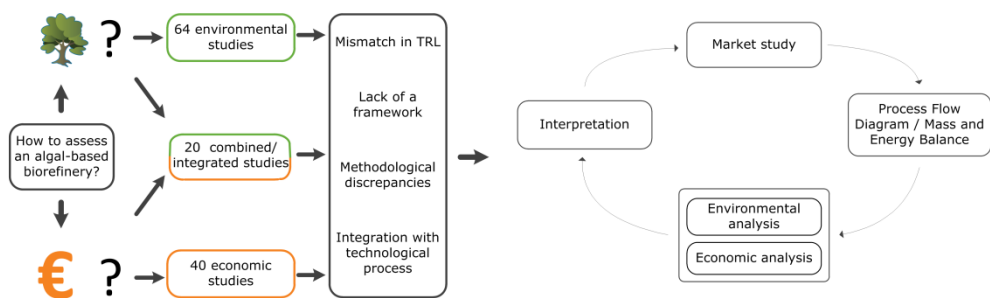 How to assess
an algal-based
biorefinery?
?
64 environmental
studies
20 combined/
integrated studies
€
?
40 economic
studies
Mismatch in TRL
Lack of a
framework
Methodological
discrepancies
Integration with
technological
process
Market study
Process Flow
Diagram / Mass and
Energy Balance
Environmental
analysis
Economic analysis
Interpretation